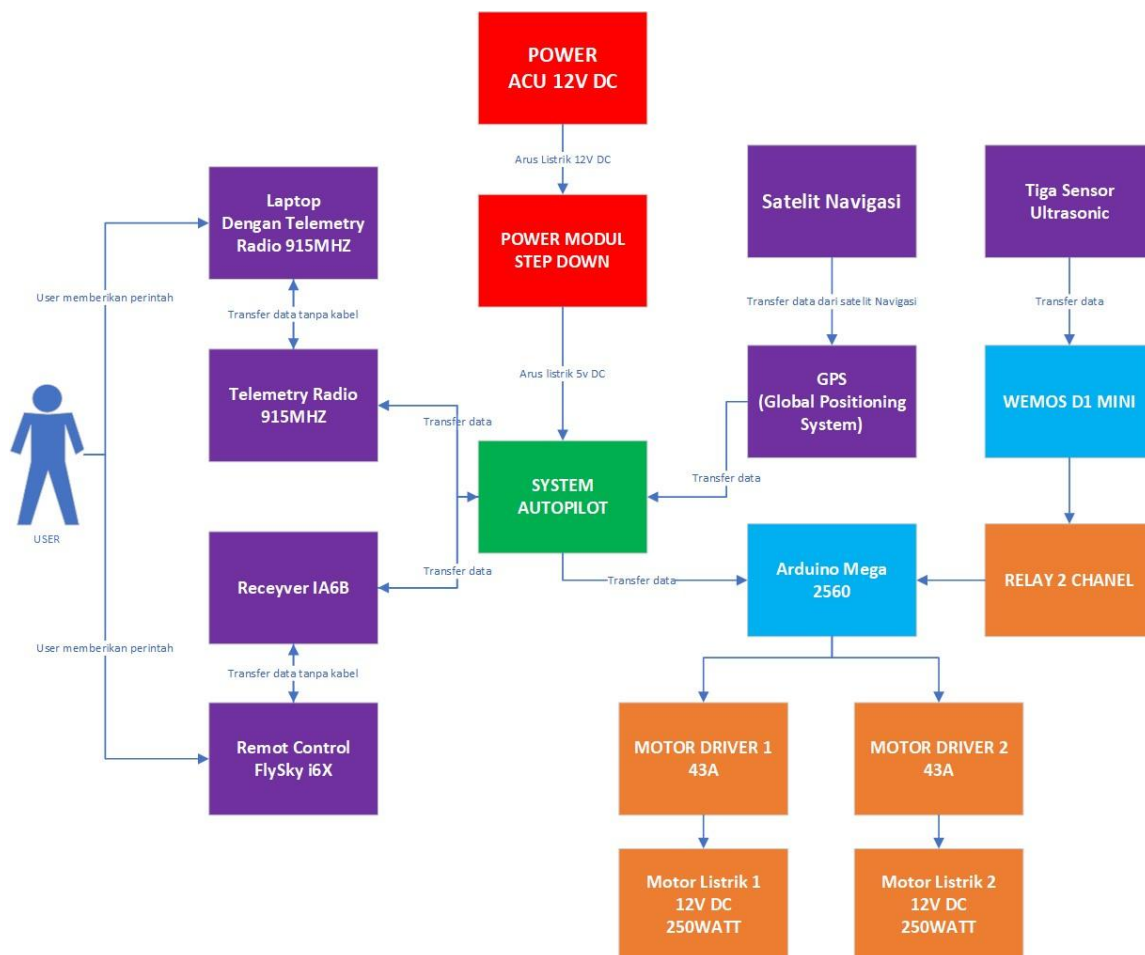 POWER
ACU 12V DC
Arus Listrik 12V DC
Laptop
Dengan Telemetry
Radio 915MHZ
POWER MODUL
STEP DOWN
Satelit Navigasi
Tiga Sensor
Ultrasonic
User memberikan perintah
Transfer data tanpa kabel
Transfer data dari satelit Navigasi
Transfer data
Telemetry Radio
915MHZ
Arus listrik 5v DC
GPS
(Global Positioning
System)
WEMOS D1 MINI
Transfer data
SYSTEM
AUTOPILOT
Transfer data
USER
Receyver IA6B
Transfer data
Transfer data
Arduino Mega
2560
RELAY 2 CHANEL
User memberikan perintah
Transfer data tanpa kabel
Remot Control
FlySky i6X
MOTOR DRIVER 1
43A
MOTOR DRIVER 2
43A
Motor Listrik 1
12V DC
250WATT
Motor Listrik 2
12V DC
250WATT